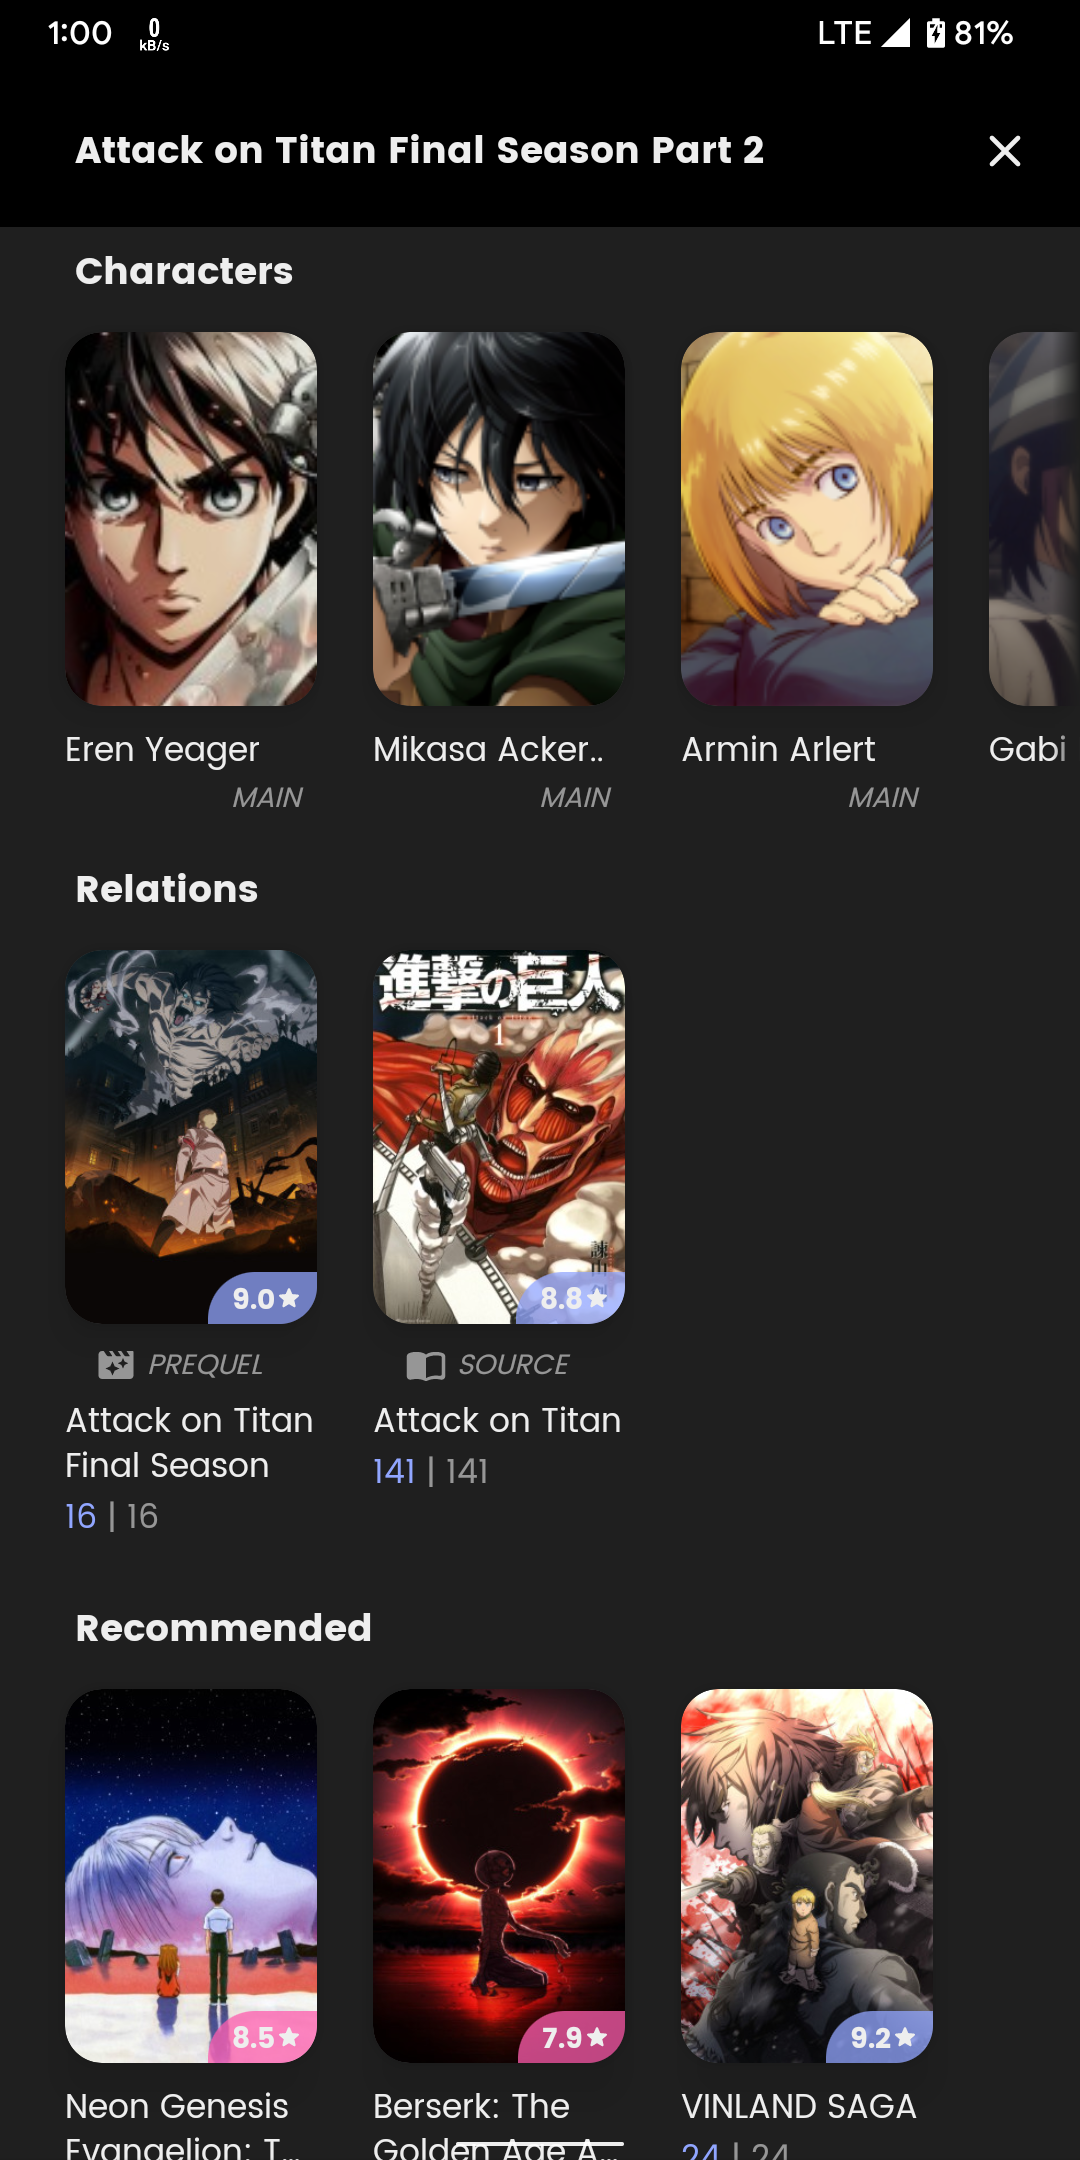 1:00
0
kB/s
LTE
81%
Attack on Titan Final Season Part 2
Characters
Eren Yeager
MAIN
Mikasa Acker..
MAIN
Armin Arlert
MAIN
Gabi
Relations
進撃の巨人
1
9.0
8.8
PREQUEL
SOURCE
Attack on Titan
Final Season
16 | 16
Attack on Titan
141 | 141
Recommended
8.5
7.9
9.2
Neon Genesis
Evangelion: T...
Berserk: The
Golden Age A...
VINLAND SAGA
24 | 24